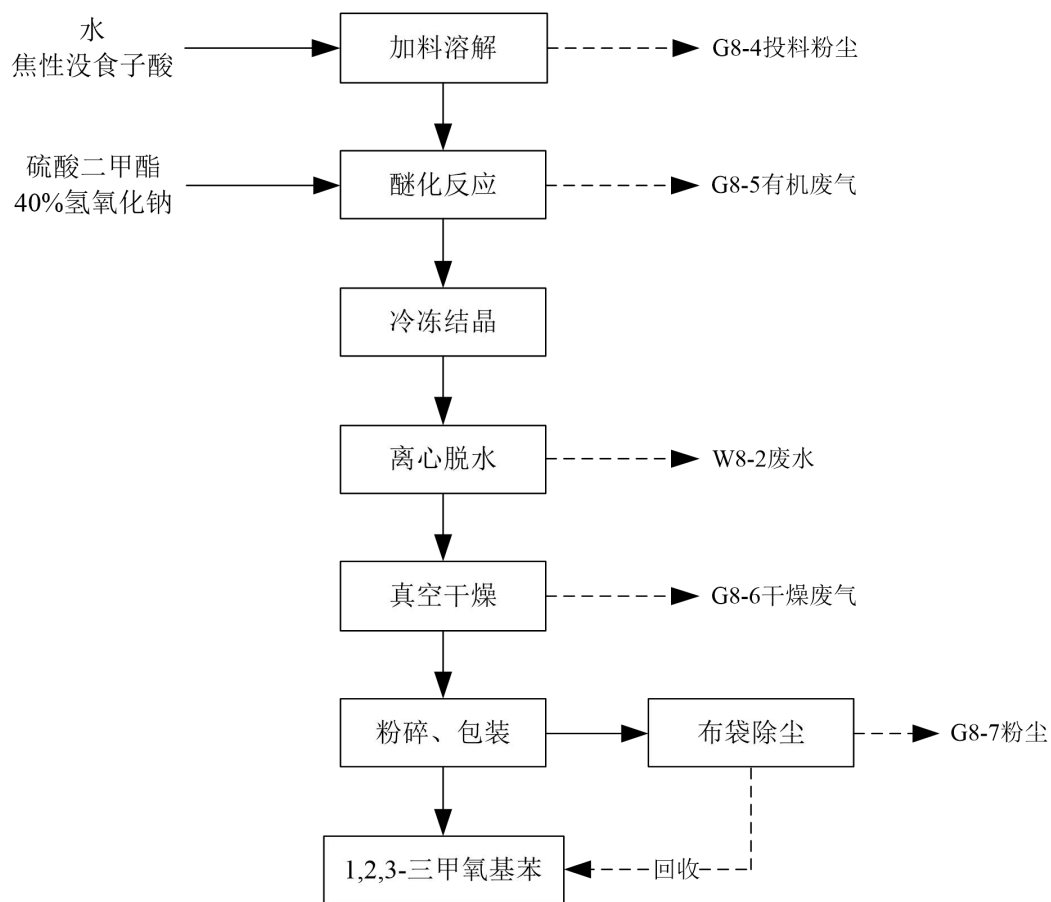 水
焦性没食子酸
加料溶解
G8-4投料粉尘
硫酸二甲酯
40%氢氧化钠
醚化反应
G8-5有机废气
冷冻结晶
离心脱水
W8-2废水
真空干燥
G8-6干燥废气
粉碎、包装
布袋除尘
G8-7粉尘
1,2,3-三甲氧基苯
回收